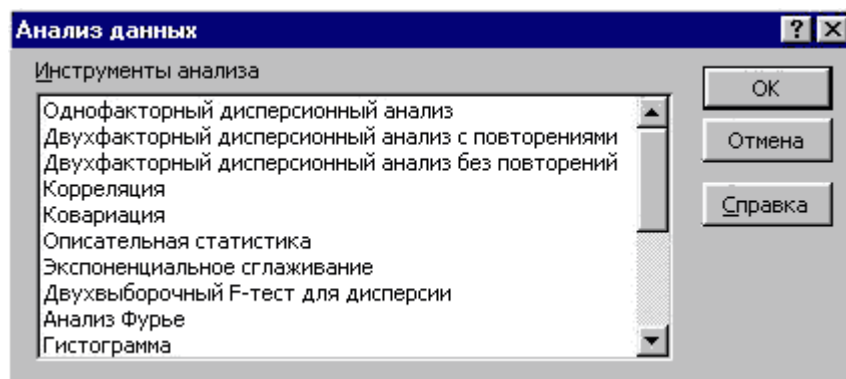 Анализ данных
Инструменты анализа
Однофакторный дисперсионный анализ
Двухфакторный дисперсионный анализ с повторениями
Двухфакторный дисперсионный анализ без повторений
Корреляция
Ковариация
Описательная статистика
Экспоненциальное сглаживание
Двухвыборочный F-тест для дисперсии
Анализ Фурье
Гистограмма
OK
Отмена
Справка